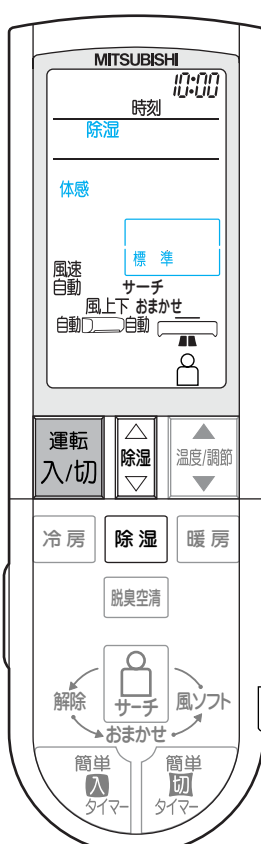 MITSUBISHI
10:00
時刻
除湿
体感
標 準
風速
自動
サーチ
風上下 おまかせ
自動 自動
運転
入/切
除湿
温度/調節
冷房
除湿
暖房
脱臭空清
解除
サーチ
風ソフト
おまかせ
簡単
入
タイマー
簡単
切
タイマー